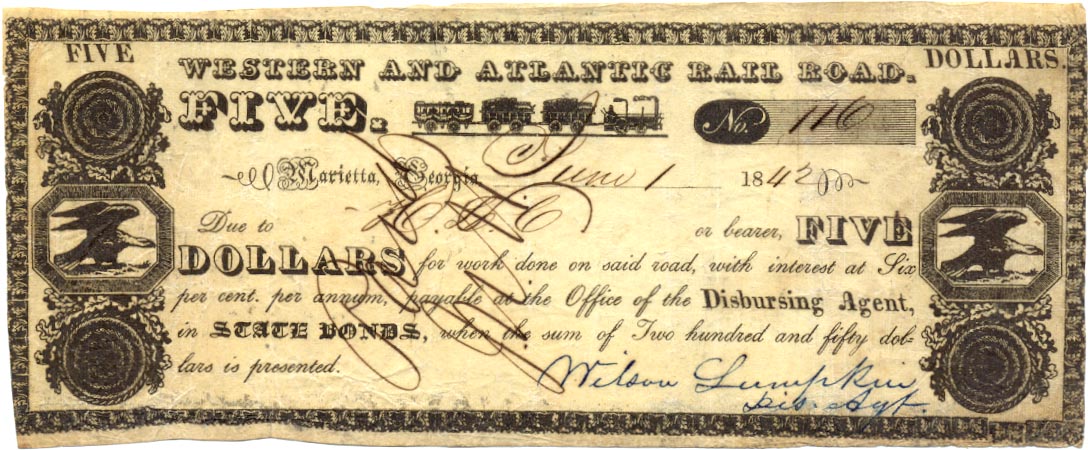 FIVE DOLLARS.
WESTERN AND ATLANTIC RAIL ROAD.
FIVE. No. 116
Marietta, Georgia, June 1 1842
Due to or bearer, FIVE
DOLLARS for work done on said road, with interest at Six
per cent. per annum, payable at the Office of the Disbursing Agent,
in STATE BONDS, when the sum of Two hundred and fifty dol-
lars is presented.
Wilson Lumpkin
Dis. Agt.